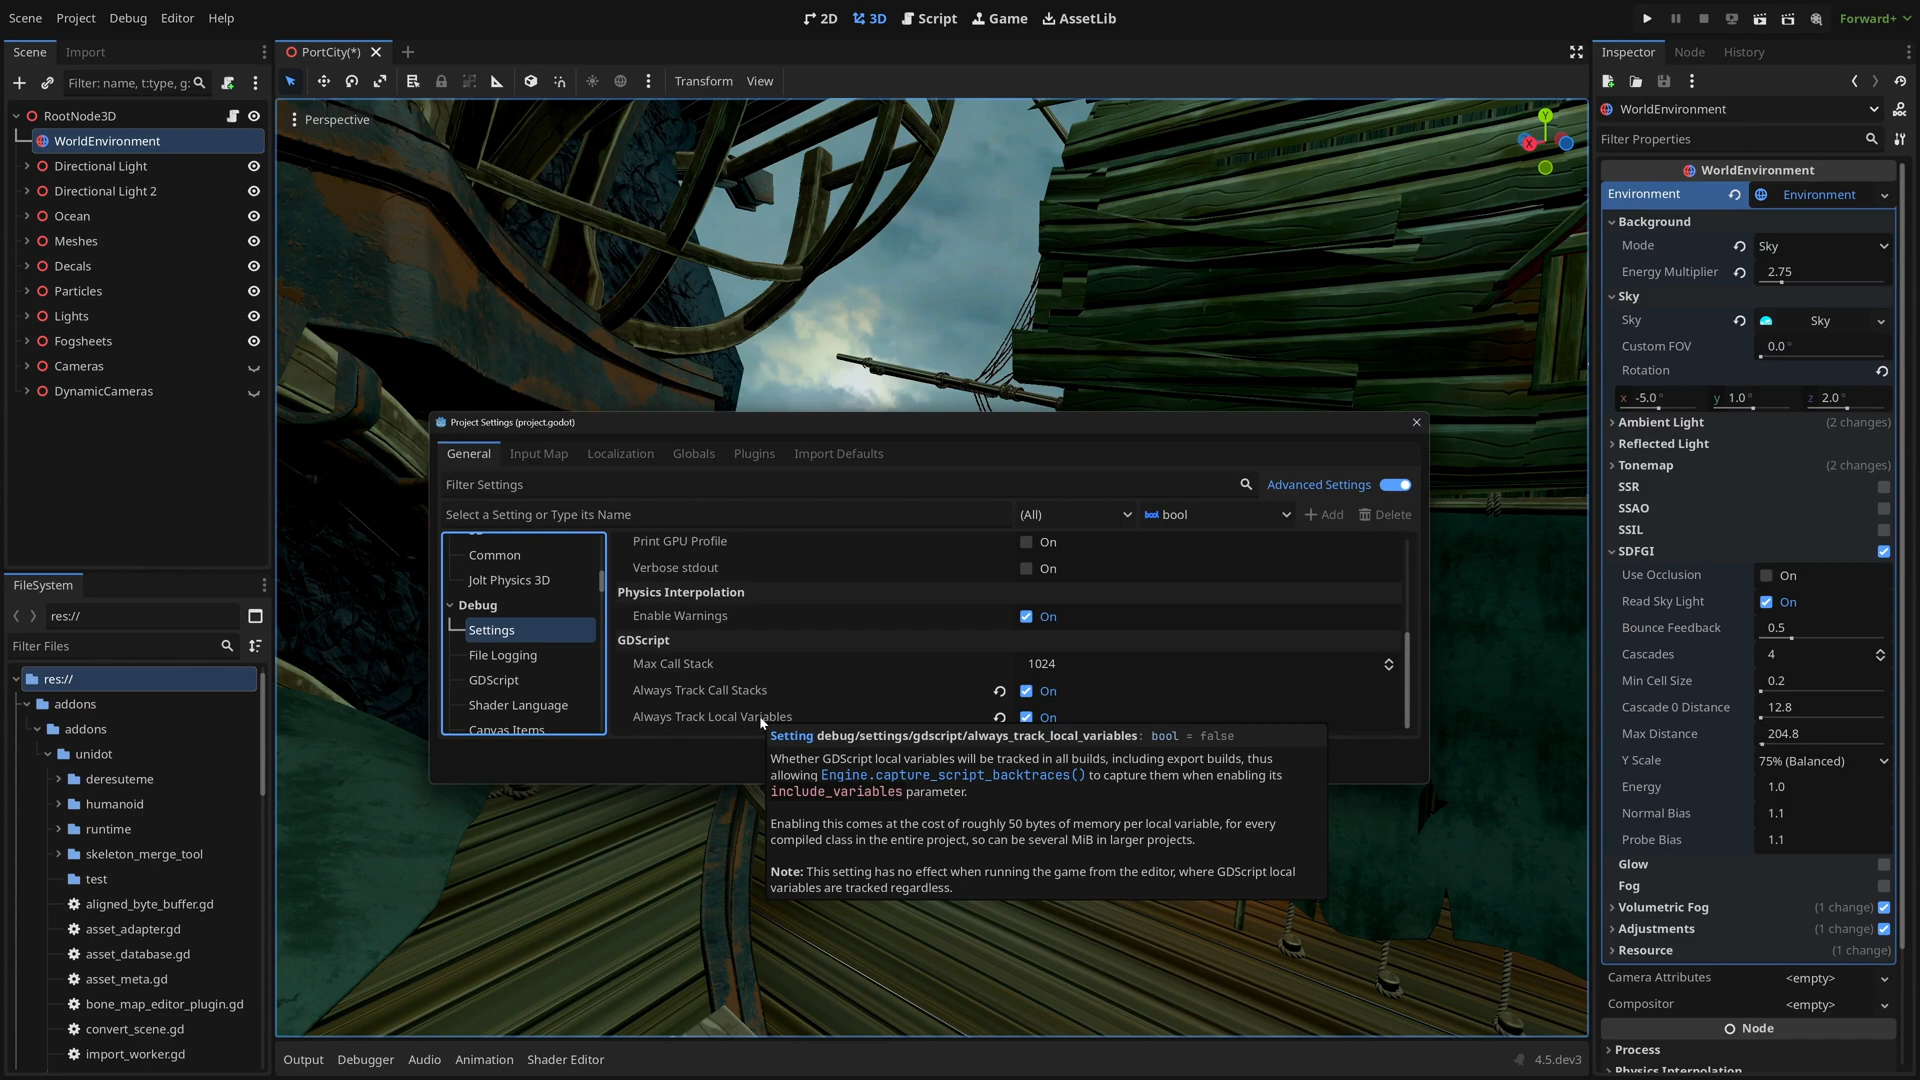 Scene Project Debug Editor Help
2D 3D Script Game AssetLib
Forward+
Scene Import
Filter: name, t:type, g:
RootNode3D
WorldEnvironment
Directional Light
Directional Light 2
Ocean
Meshes
Decals
Particles
Lights
Fogsheets
Cameras
DynamicCameras
FileSystem
res://
Filter Files
res://
addons
addons
unidot
deresuteme
humanoid
runtime
skeleton_merge_tool
test
aligned_byte_buffer.gd
asset_adapter.gd
asset_database.gd
asset_meta.gd
bone_map_editor_plugin.gd
convert_scene.gd
import_worker.gd
PortCity(*)
Transform View
Perspective
Y
X
Project Settings (project.godot)
General Input Map Localization Globals Plugins Import Defaults
Filter Settings
Advanced Settings
Select a Setting or Type its Name
(All)
bool
Add Delete
Common
Jolt Physics 3D
Debug
Settings
File Logging
GDScript
Shader Language
Canvas Items
Print GPU Profile On
Verbose stdout On
Physics Interpolation
Enable Warnings On
GDScript
Max Call Stack 1024
Always Track Call Stacks On
Always Track Local Variables On
Setting debug/settings/gdscript/always_track_local_variables: bool = false
Whether GDScript local variables will be tracked in all builds, including export builds, thus
allowing Engine.capture_script_backtraces() to capture them when enabling its
include_variables parameter.
Enabling this comes at the cost of roughly 50 bytes of memory per local variable, for every
compiled class in the entire project, so can be several MiB in larger projects.
Note: This setting has no effect when running the game from the editor, where GDScript local
variables are tracked regardless.
Output Debugger Audio Animation Shader Editor
4.5.dev3
Inspector Node History
WorldEnvironment
Filter Properties
WorldEnvironment
Environment Environment
Background
Mode Sky
Energy Multiplier 2.75
Sky
Sky Sky
Custom FOV 0.0 °
Rotation
x -5.0 ° y 1.0 ° z 2.0 °
Ambient Light (2 changes)
Reflected Light
Tonemap (2 changes)
SSR
SSAO
SSIL
SDFGI
Use Occlusion On
Read Sky Light On
Bounce Feedback 0.5
Cascades 4
Min Cell Size 0.2
Cascade 0 Distance 12.8
Max Distance 204.8
Y Scale 75% (Balanced)
Energy 1.0
Normal Bias 1.1
Probe Bias 1.1
Glow
Fog
Volumetric Fog (1 change)
Adjustments (1 change)
Resource (1 change)
Camera Attributes <empty>
Compositor <empty>
Node
Process
Physics Interpolation